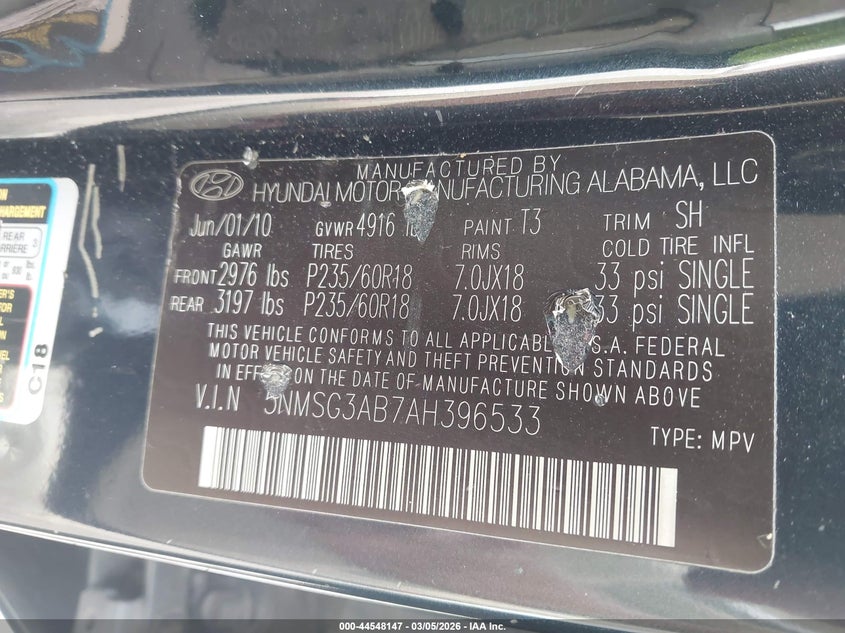 MANUFACTURED BY
HYUNDAI MOTOR MANUFACTURING ALABAMA, LLC
Jun/01/10 GVWR 4916 PAINT T3 TRIM SH
GAWR TIRES RIMS COLD TIRE INFL
FRONT 2976 lbs P235/60R18 7.0JX18 33 psi SINGLE
REAR 3197 lbs P235/60R18 7.0JX18 33 psi SINGLE
THIS VEHICLE CONFORMS TO ALL APPLICABLE U.S.A. FEDERAL
MOTOR VEHICLE SAFETY AND THEFT PREVENTION STANDARDS
IN EFFECT ON THE DATE OF MANUFACTURE SHOWN ABOVE
V.I.N 5NMSG3AB7AH396533
TYPE: MPV
REAR
C18
000-44548147 - 03/05/2026 - IAA Inc.